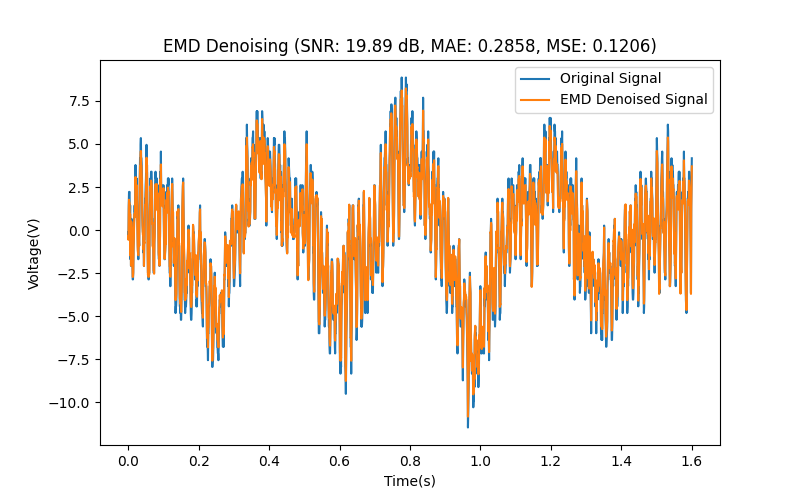 EMD Denoising (SNR: 19.89 dB, MAE: 0.2858, MSE: 0.1206)
Original Signal
EMD Denoised Signal
7.5
5.0
2.5
0.0
−2.5
−5.0
−7.5
−10.0
Voltage(V)
0.0 0.2 0.4 0.6 0.8 1.0 1.2 1.4 1.6
Time(s)